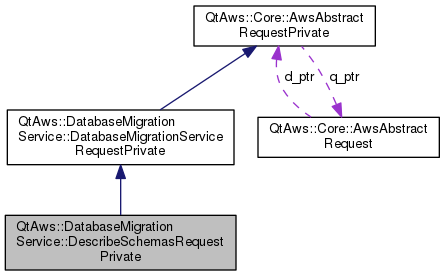 QtAws::Core::AwsAbstract
RequestPrivate
d_ptr
q_ptr
QtAws::DatabaseMigration
Service::DatabaseMigrationService
RequestPrivate
QtAws::Core::AwsAbstract
Request
QtAws::DatabaseMigration
Service::DescribeSchemasRequest
Private